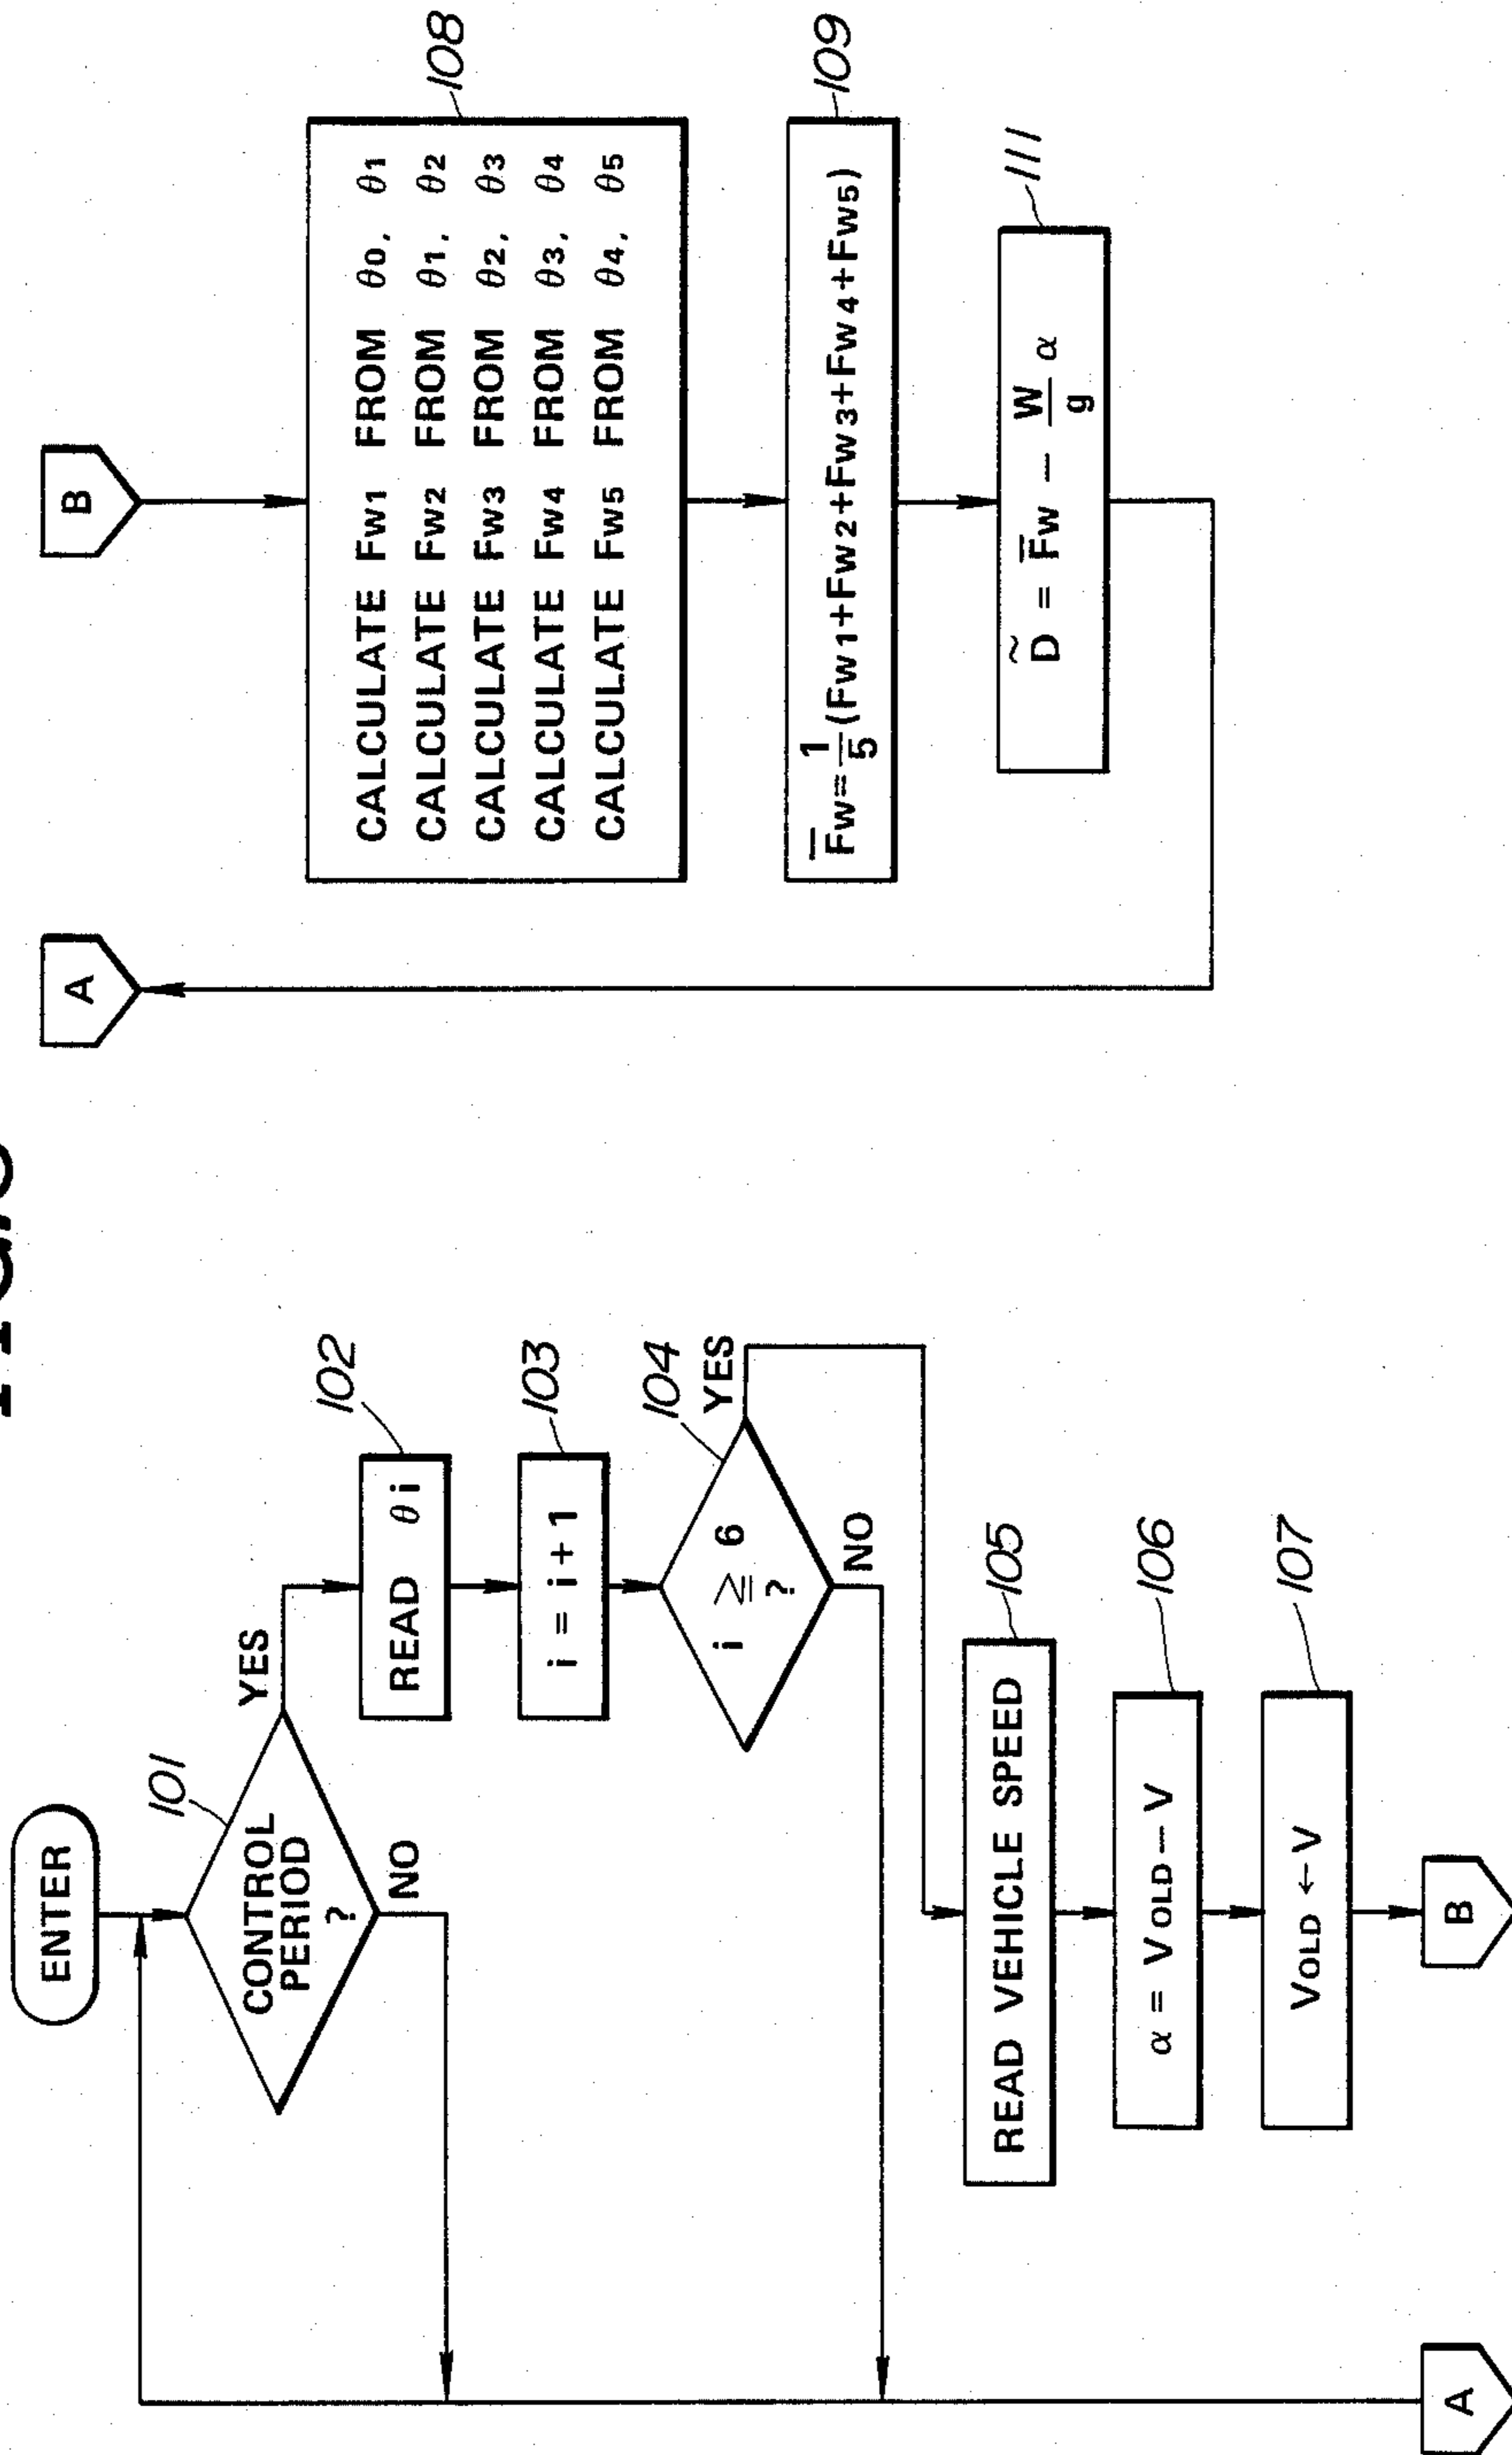 ENTER
101
CONTROL
PERIOD
?
YES
NO
102
READ θi
103
i = i + 1
104
i ≧ 6
?
YES
NO
105
READ VEHICLE SPEED
106
α = VOLD − V
107
VOLD ← V
B
A
A
B
108
CALCULATE Fw1 FROM θ0, θ1
CALCULATE Fw2 FROM θ1, θ2
CALCULATE Fw3 FROM θ2, θ3
CALCULATE Fw4 FROM θ3, θ4
CALCULATE Fw5 FROM θ4, θ5
109
F̅w = 1/5 (Fw1+Fw2+Fw3+Fw4+Fw5)
111
D̃ = F̅w − W/g α